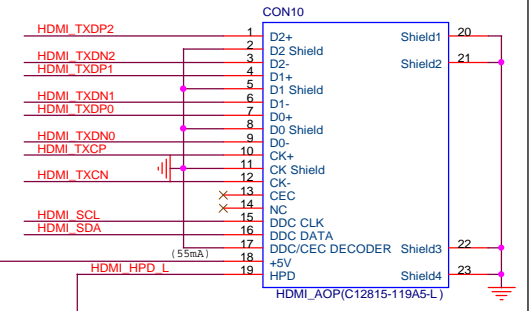 CON10
HDMI_TXDP2 1 D2+ Shield1 20
2 D2 Shield
HDMI_TXDN2 3 D2- Shield2 21
HDMI_TXDP1 4 D1+
5 D1 Shield
HDMI_TXDN1 6 D1-
HDMI_TXDP0 7 D0+
8 D0 Shield
HDMI_TXDN0 9 D0-
HDMI_TXCP 10 CK+
11 CK Shield
HDMI_TXCN 12 CK-
13 CEC
14 NC
HDMI_SCL 15 DDC CLK
HDMI_SDA 16 DDC DATA
17 DDC/CEC DECODER Shield3 22
(55mA) 18 +5V
HDMI_HPD_L 19 HPD Shield4 23
HDMI_AOP(C12815-119A5-L)